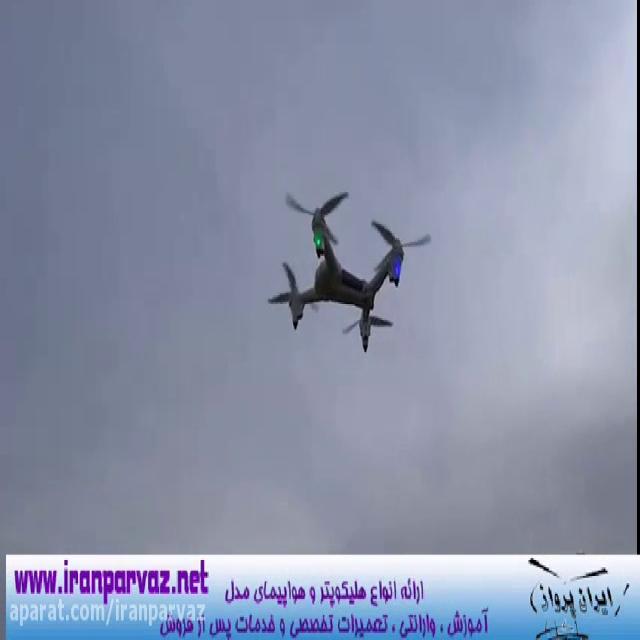 www.iranparvaz.net
aparat.com/iranparvaz
ارائه انواع هلیکوپتر و هواپیمای مدل
آموزش ، وارانتی ، تعمیرات تخصصی و خدمات پس از فروش
ایران پرواز